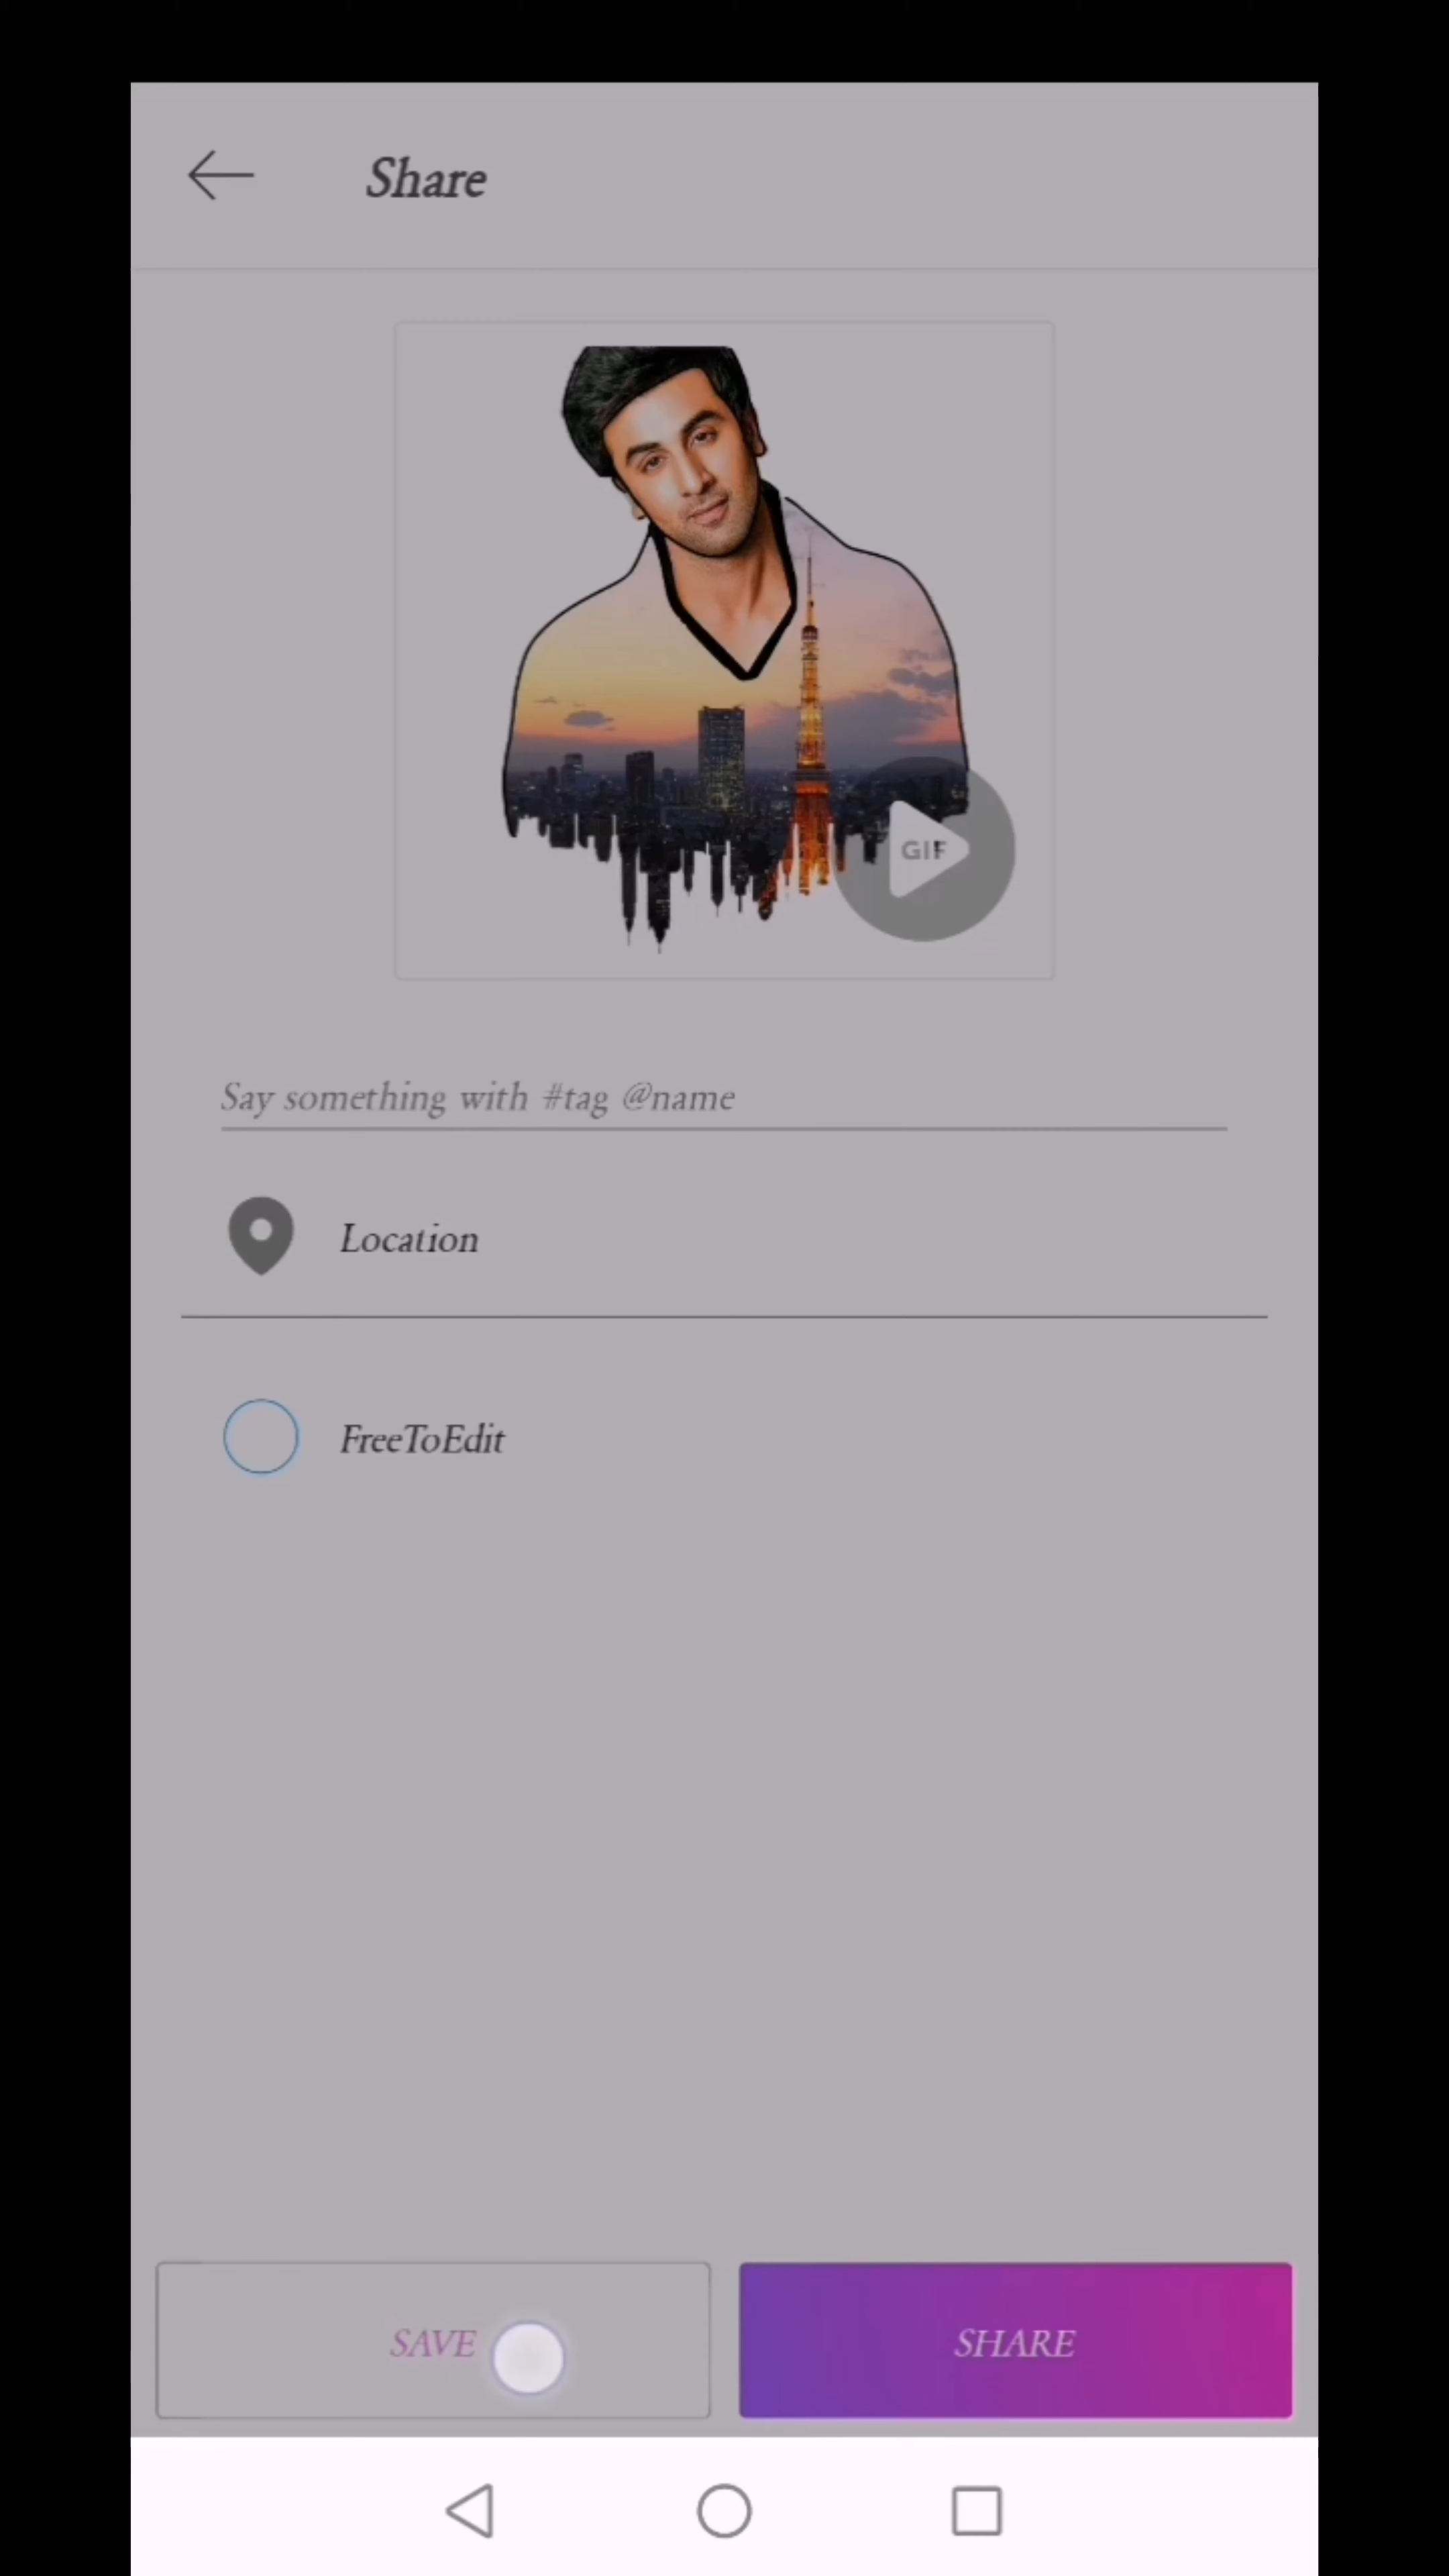 Share
GIF
Say something with #tag @name
Location
FreeToEdit
SAVE
SHARE